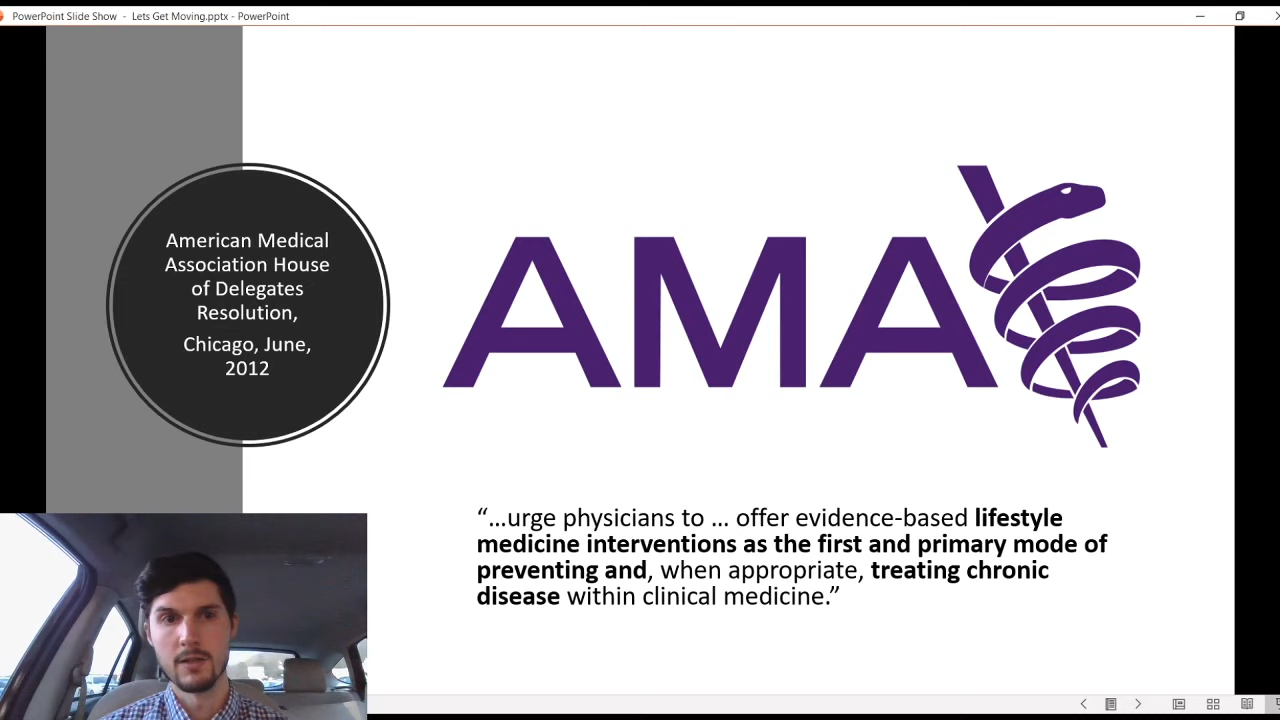 PowerPoint Slide Show - Lets Get Moving.pptx - PowerPoint
American Medical
Association House
of Delegates
Resolution,
Chicago, June,
2012
AMA
“…urge physicians to … offer evidence-based lifestyle
medicine interventions as the first and primary mode of
preventing and, when appropriate, treating chronic
disease within clinical medicine.”